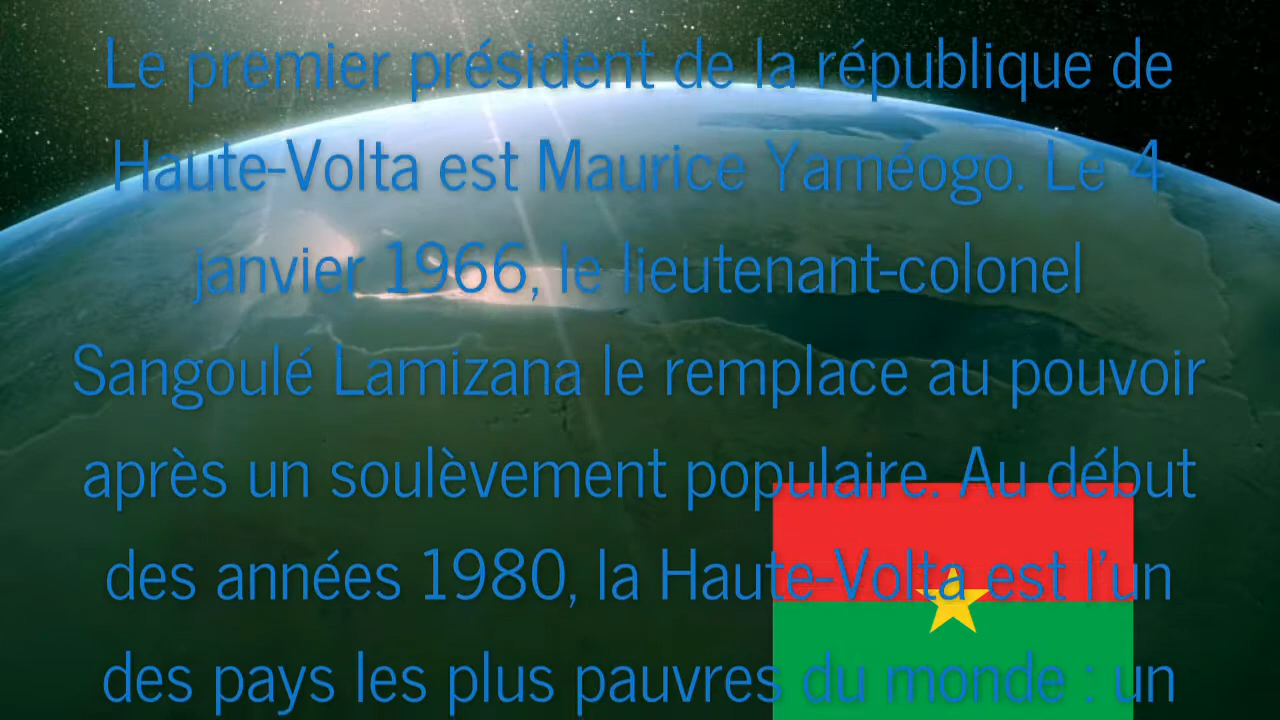 Le premier président de la république de
Haute-Volta est Maurice Yaméogo. Le 4
janvier 1966, le lieutenant-colonel
Sangoulé Lamizana le remplace au pouvoir
après un soulèvement populaire. Au début
des années 1980, la Haute-Volta est l’un
des pays les plus pauvres du monde : un